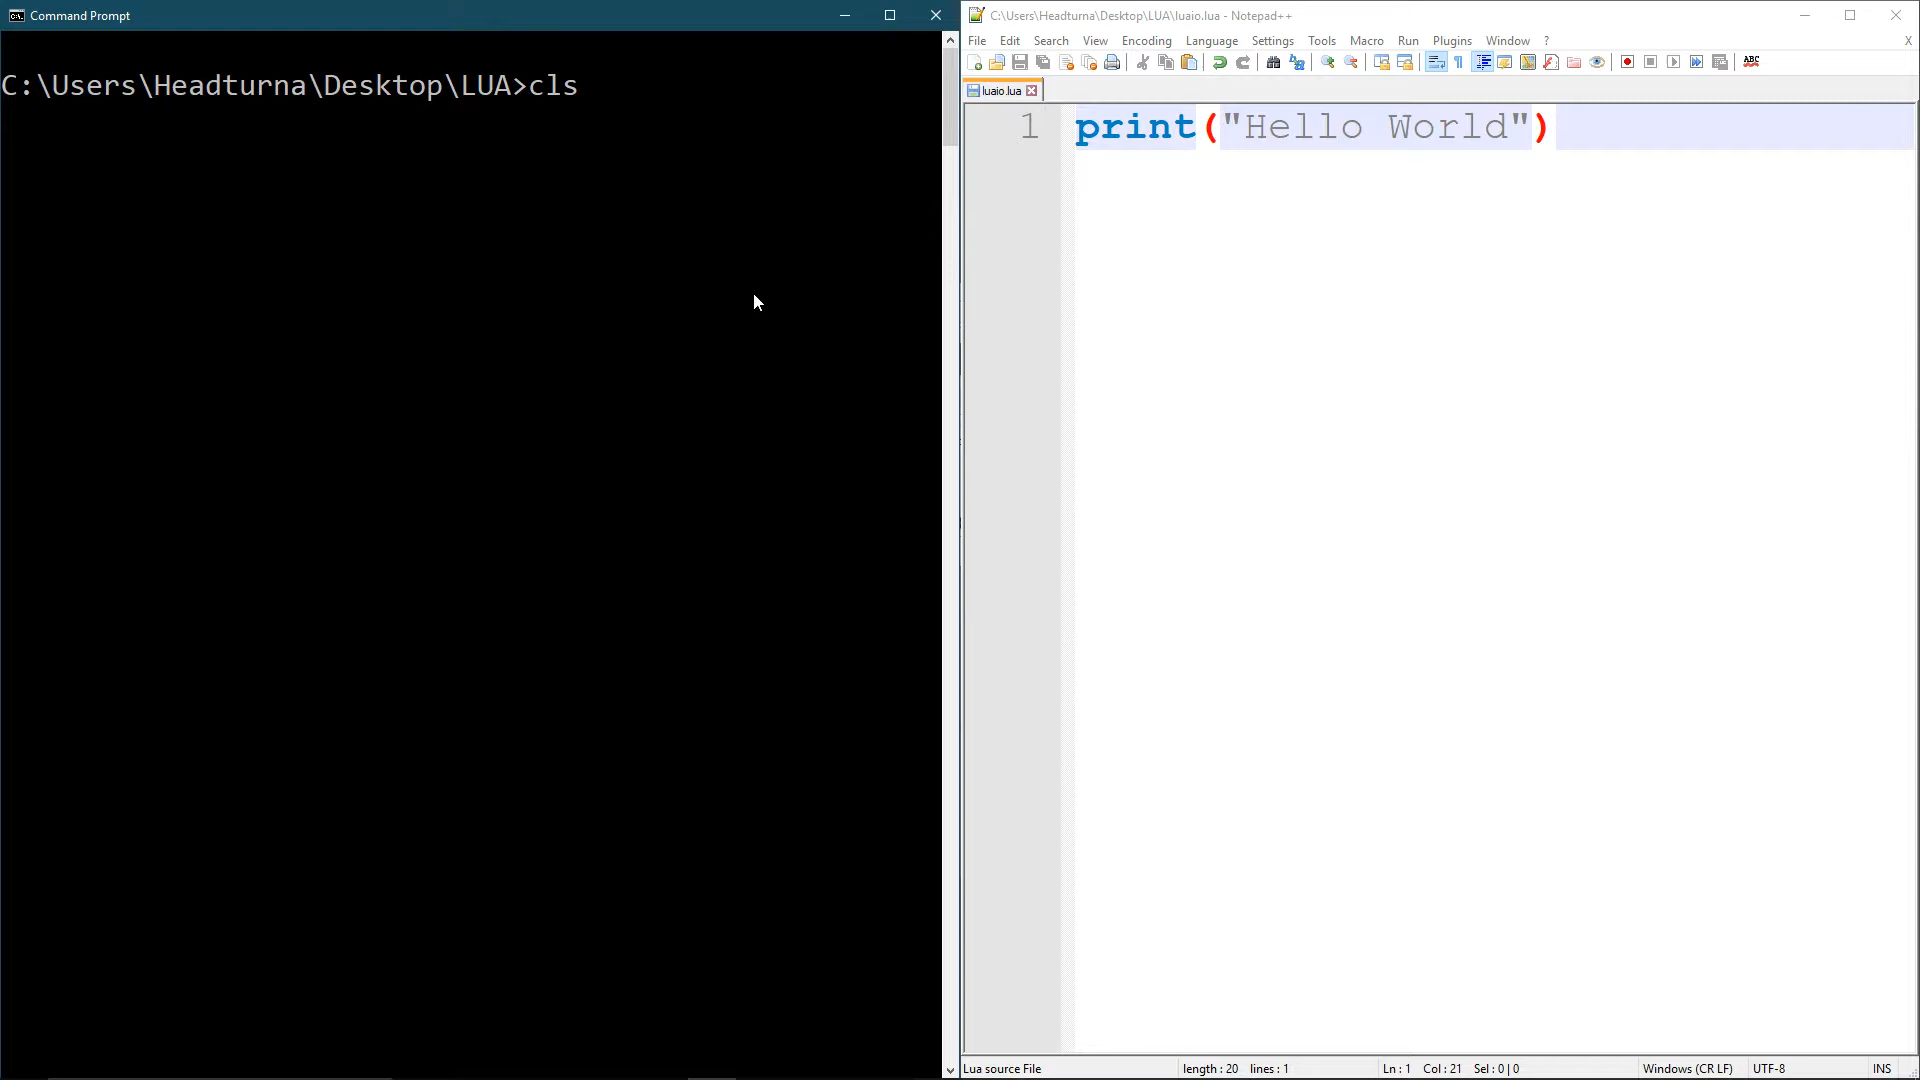 Command Prompt
C:\Users\Headturna\Desktop\LUA>cls
C:\Users\Headturna\Desktop\LUA\luaio.lua - Notepad++
File Edit Search View Encoding Language Settings Tools Macro Run Plugins Window ? X
ABC
luaio.lua
1 print("Hello World")
Lua source File length : 20 lines : 1 Ln : 1 Col : 21 Sel : 0 | 0 Windows (CR LF) UTF-8 INS